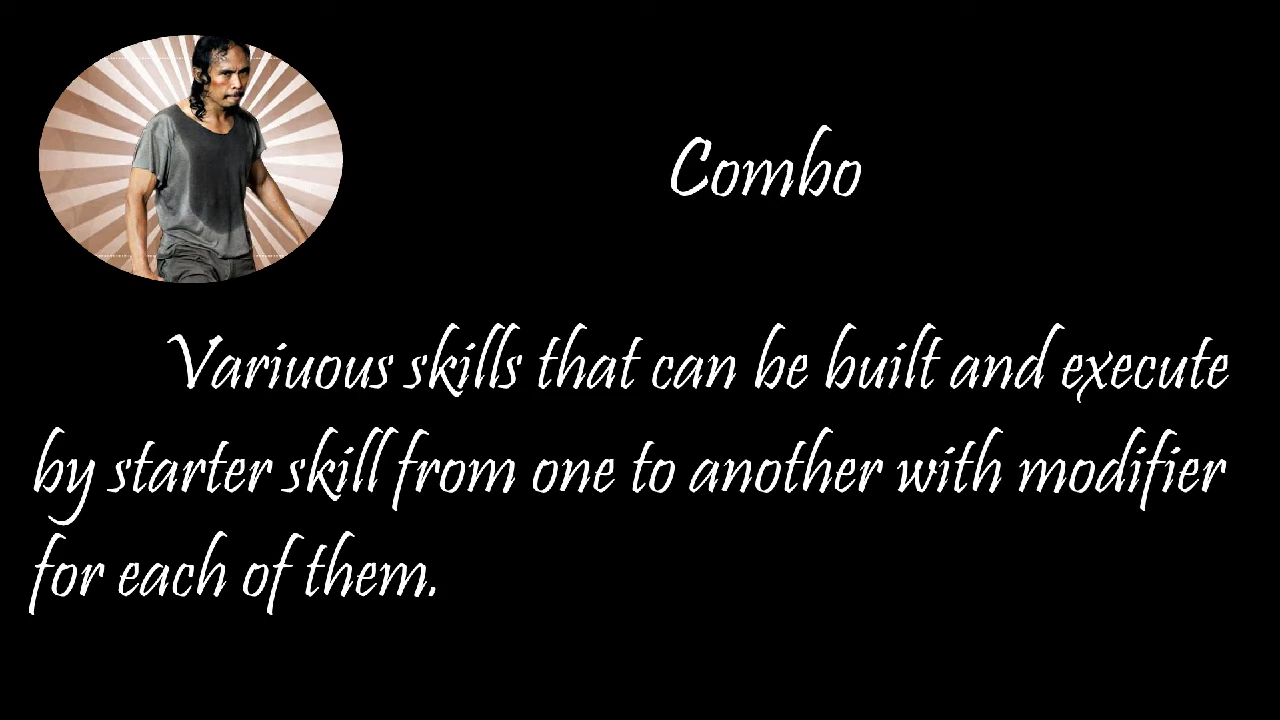 Combo
Variuous skills that can be built and execute
by starter skill from one to another with modifier
for each of them.